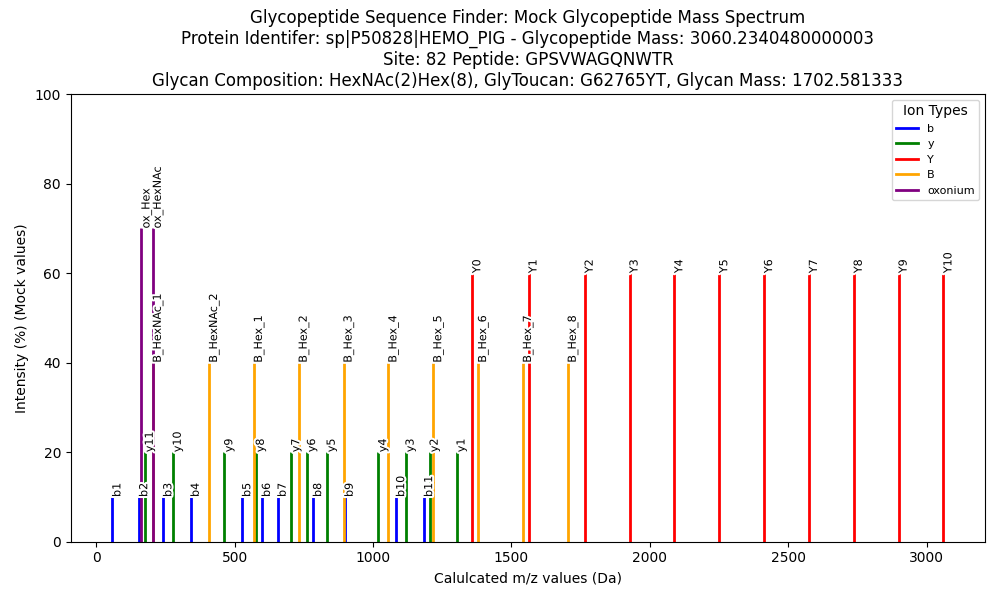 Glycopeptide Sequence Finder: Mock Glycopeptide Mass Spectrum
Protein Identifer: sp|P50828|HEMO_PIG - Glycopeptide Mass: 3060.2340480000003
Site: 82 Peptide: GPSVWAGQNWTR
Glycan Composition: HexNAc(2)Hex(8), GlyToucan: G62765YT, Glycan Mass: 1702.581333
Intensity (%) (Mock values)
100
80
60
40
20
0
Ion Types
b
y
Y
B
oxonium
ox_Hex
ox_HexNAc
Y0
Y1
Y2
Y3
Y4
Y5
Y6
Y7
Y8
Y9
Y10
B_HexNAc_1
B_HexNAc_2
B_Hex_1
B_Hex_2
B_Hex_3
B_Hex_4
B_Hex_5
B_Hex_6
B_Hex_7
B_Hex_8
y11
y10
y9
y8
y7
y6
y5
y4
y3
y2
y1
b1
b2
b3
b4
b5
b6
b7
b8
b9
b10
b11
0
500
1000
1500
2000
2500
3000
Calulcated m/z values (Da)